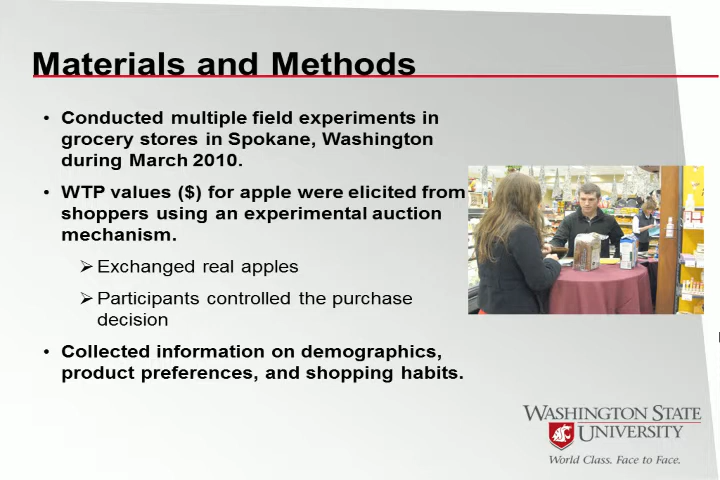 Materials and Methods
• Conducted multiple field experiments in
grocery stores in Spokane, Washington
during March 2010.
• WTP values ($) for apple were elicited from
shoppers using an experimental auction
mechanism.
➢ Exchanged real apples
➢ Participants controlled the purchase
decision
• Collected information on demographics,
product preferences, and shopping habits.
WASHINGTON STATE
UNIVERSITY
World Class. Face to Face.